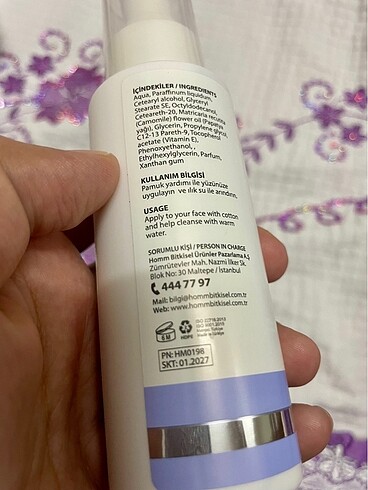 İÇİNDEKİLER / INGREDIENTS
Aqua, Paraffinum liquidum,
Cetearyl alcohol, Glyceryl
Stearate SE, Octyldodecanol,
Ceteareth-20, Matricaria recutita
(Camomile) flower oil (Papatya
yağı), Glycerin, Propylene glycol,
C12-13 Pareth-9, Tocophenol
acetate (Vitamin E),
Phenoxyethanol, ,
Ethylhexylglycerin, Parfum,
Xanthan gum
KULLANIM BİLGİSİ
Pamuk yardımı ile yüzünüze
uygulayın ve ılık su ile arındırın.
USAGE
Apply to your face with cotton
and help cleanse with warm
water.
SORUMLU KİŞİ / PERSON IN CHARGE
Homm Bitkisel Ürünler Pazarlama A.Ş
Zümrütevler Mah. Nazmi İlker Sk.
Blok No: 30 Maltepe / İstanbul
444 77 97
Mail: bilgi@hommbitkisel.com.tr
Web: www.hommbitkisel.com.tr
6 M
HDPE
PN: HM0198
SKT: 01.2027